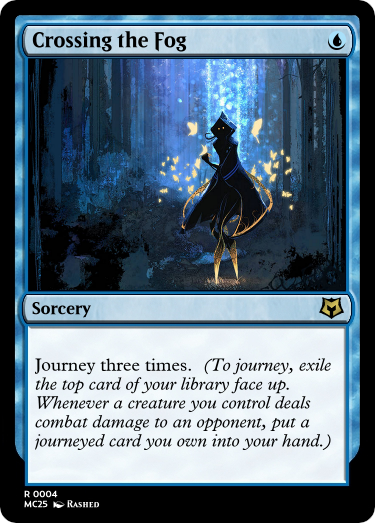 Crossing the Fog
Sorcery
Journey three times. (To journey, exile
the top card of your library face up.
Whenever a creature you control deals
combat damage to an opponent, put a
journeyed card you own into your hand.)
R 0004
MC25 Rashed